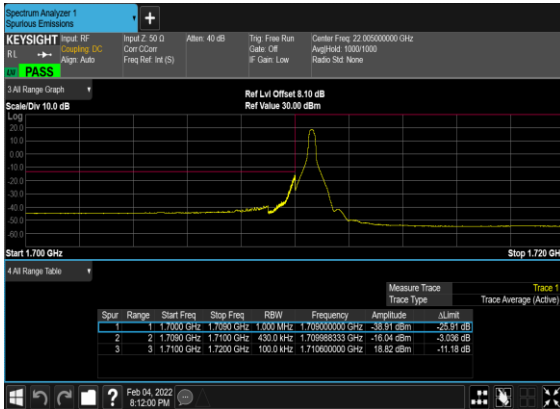 Spectrum Analyzer 1
Spurious Emissions
+
KEYSIGHT Input: RF Input Z: 50 Ω Atten: 40 dB Trig: Free Run Center Freq: 22.005000000 GHz
RL Coupling: DC Corr CCorr Gate: Off Avg|Hold: 1000/1000
Align: Auto Freq Ref: Int (S) IF Gain: Low Radio Std: None
PASS
3 All Range Graph Ref Lvl Offset 8.10 dB
Scale/Div 10.0 dB Ref Value 30.00 dBm
Log
20.0
10.0
0.00
-10.0
-20.0
-30.0
-40.0
-50.0
-60.0
Start 1.700 GHz Stop 1.720 GH
4 All Range Table
Measure Trace Trace 1
Trace Type Trace Average (Active)
Spur Range Start Freq Stop Freq RBW Frequency Amplitude ΔLimit
1 1 1.7000 GHz 1.7090 GHz 1.000 MHz 1.709000000 GHz -38.91 dBm -25.91 dB
2 2 1.7090 GHz 1.7100 GHz 430.0 kHz 1.709988333 GHz -16.04 dBm -3.036 dB
3 3 1.7100 GHz 1.7200 GHz 100.0 kHz 1.710600000 GHz 18.82 dBm -11.18 dB
? Feb 04, 2022
8:12:00 PM